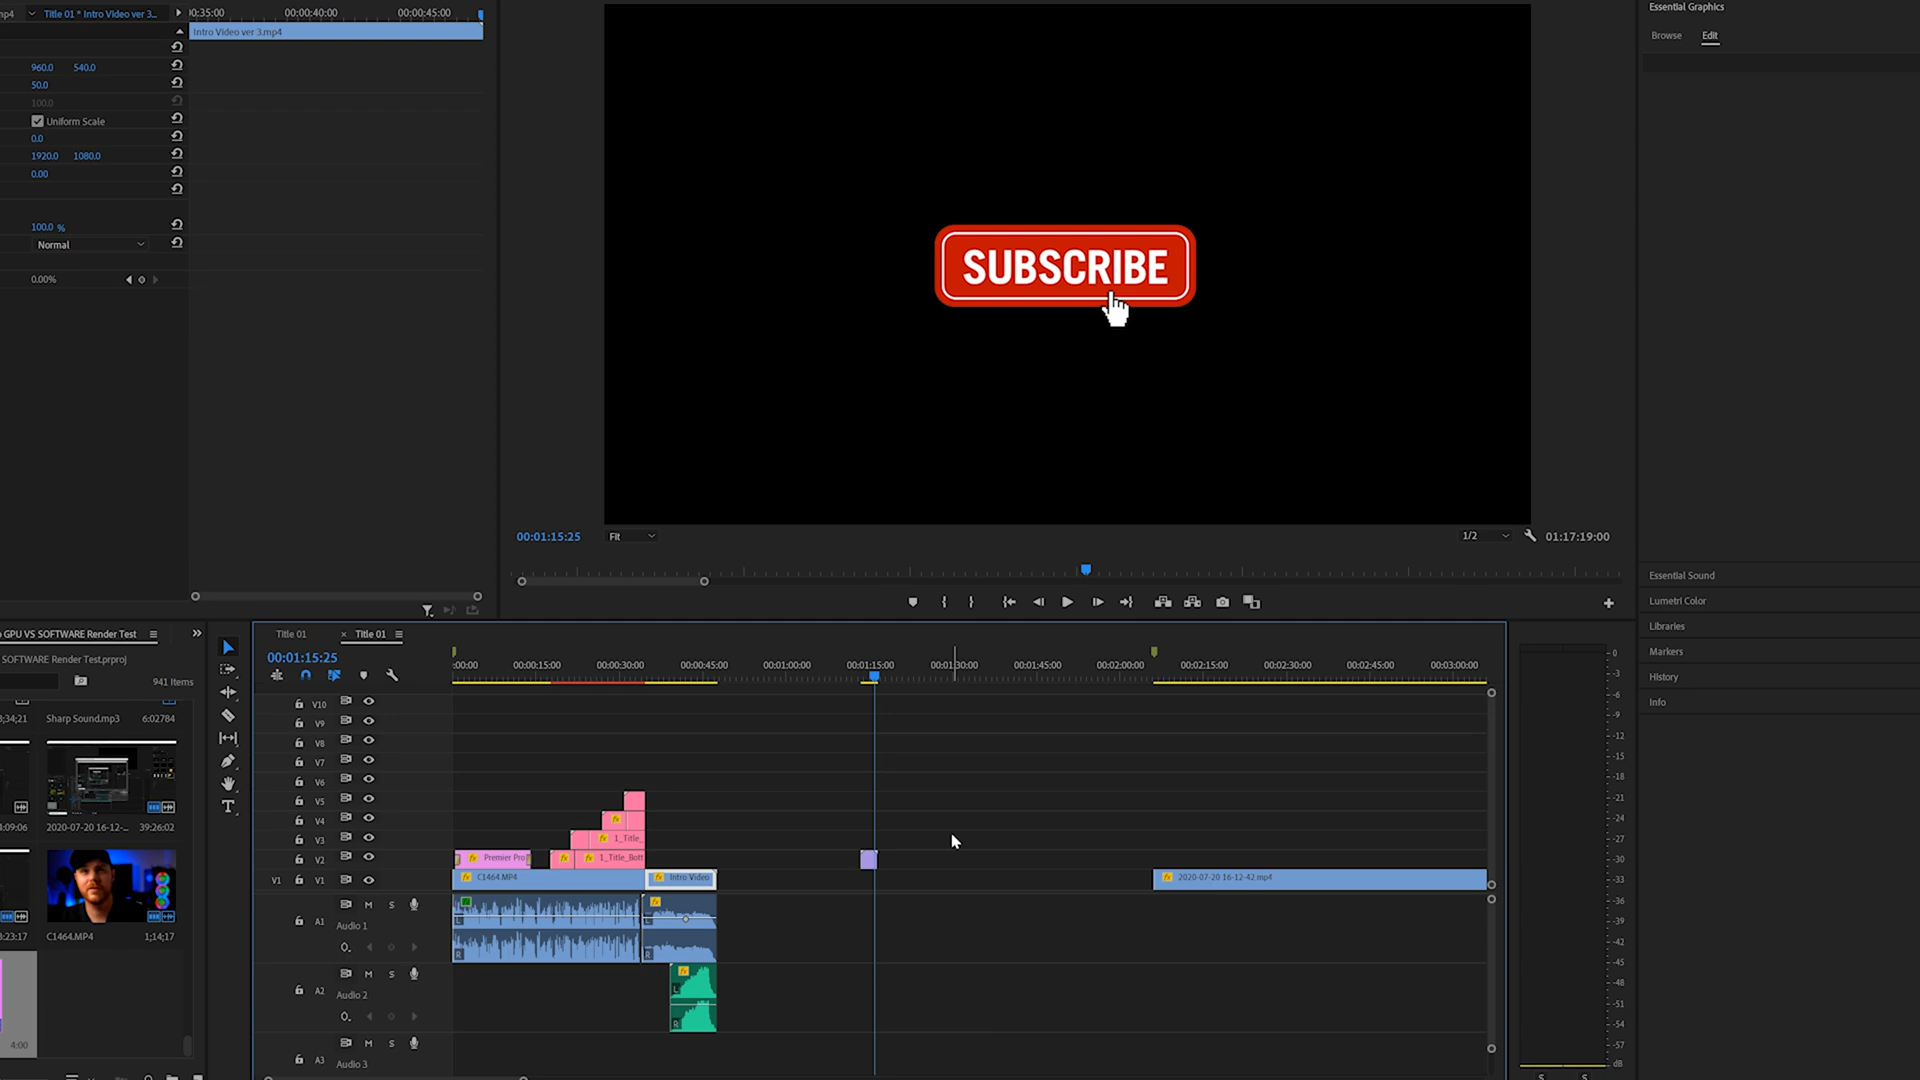 mp4
Title 01 * Intro Video ver 3...
00:00:40:00
00:00:45:00
Intro Video ver 3.mp4
960.0 540.0
50.0
100.0
Uniform Scale
0.0
1920.0 1080.0
0.00
100.0 %
Normal
0.00%
SUBSCRIBE
00:01:15:25
Fit
1/2
01:17:19:00
Essential Graphics
Browse
Edit
Essential Sound
Lumetri Color
Libraries
Markers
History
Info
GPU VS SOFTWARE Render Test
SOFTWARE Render Test.prproj
941 Items
Sharp Sound.mp3 6:02784
2020-07-20 16-12-... 39:26:02
C1464.MP4 1;14;17
4:00
Title 01
× Title 01
00:01:15:25
:00:00 00:00:15:00 00:00:30:00 00:00:45:00 00:01:00:00 00:01:15:00 00:01:30:00 00:01:45:00 00:02:00:00 00:02:15:00 00:02:30:00 00:02:45:00 00:03:00:00
V10
V9
V8
V7
V6
V5
V4
V3 1_Title_
V2 fx Premier Pro fx fx 1_Title_Bott
V1 V1 fx C1464.MP4 fx Intro Video fx 2020-07-20 16-12-42.mp4
A1 M S
Audio 1
L
R
A2 M S
Audio 2
L
R
A3 M S
Audio 3
0
-3
-6
-9
-12
-15
-18
-21
-24
-27
-30
-33
-36
-39
-42
-45
-48
-51
-54
-57
dB
S S